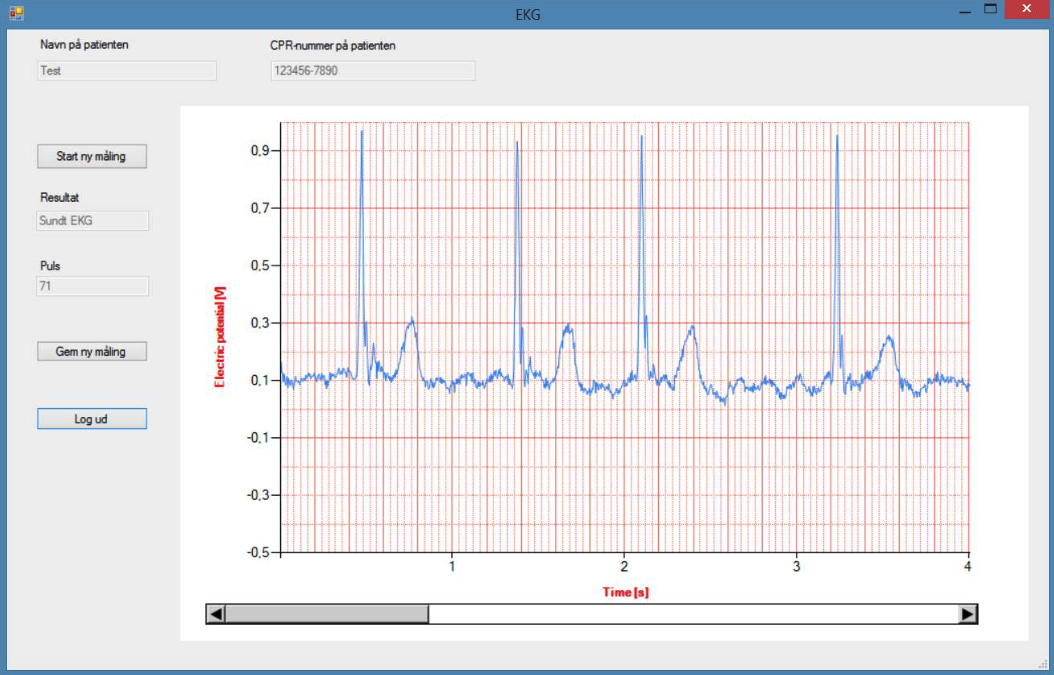 EKG
Navn på patienten
CPR-nummer på patienten
Test
123456-7890
Start ny måling
Resultat
Sundt EKG
Puls
71
Gem ny måling
Log ud
Electric potential [V]
0,9
0,7
0,5
0,3
0,1
-0,1
-0,3
-0,5
1
2
3
4
Time [s]